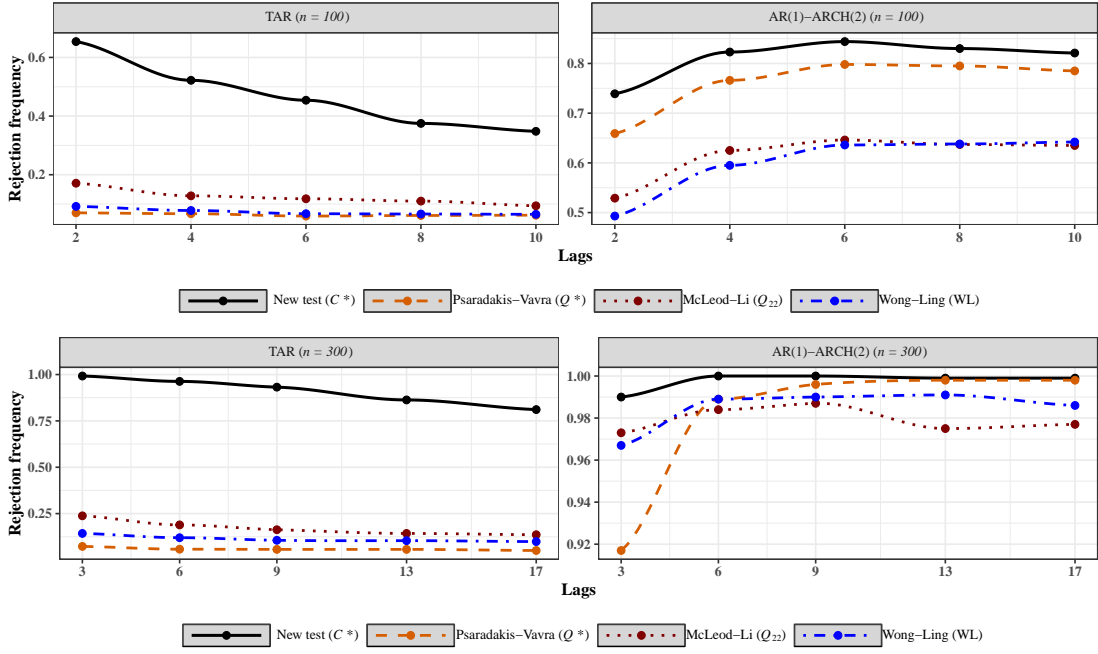 TAR (n = 100)
AR(1)−ARCH(2) (n = 100)
Rejection frequency
0.6
0.4
0.2
2 4 6 8 10
0.8
0.7
0.6
0.5
2 4 6 8 10
Lags
New test (C *) Psaradakis−Vavra (Q *) McLeod−Li (Q22) Wong−Ling (WL)
TAR (n = 300)
AR(1)−ARCH(2) (n = 300)
Rejection frequency
1.00
0.75
0.50
0.25
3 6 9 13 17
1.00
0.98
0.96
0.94
0.92
3 6 9 13 17
Lags
New test (C *) Psaradakis−Vavra (Q *) McLeod−Li (Q22) Wong−Ling (WL)